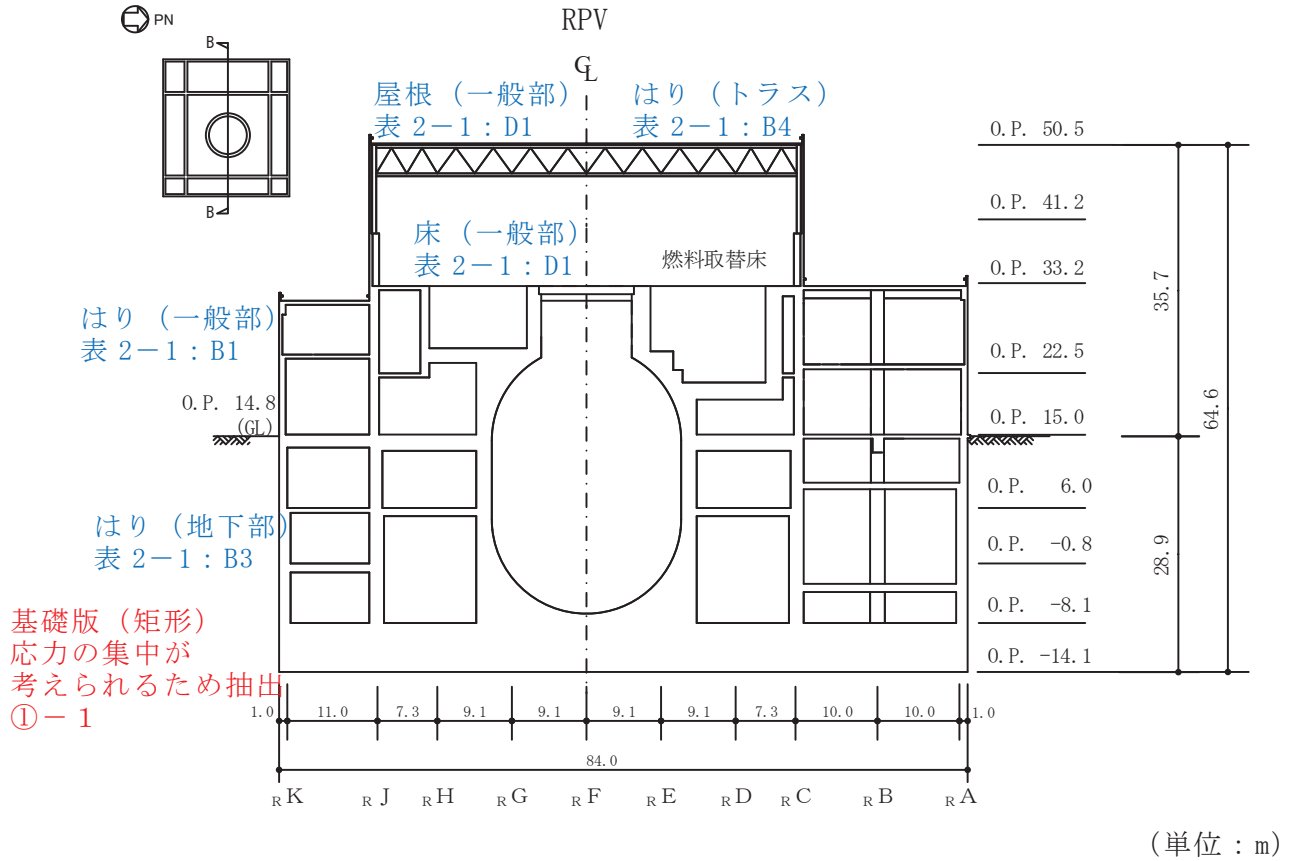 PN
RPV
B
B
℄
屋根（一般部）
表 2－1：D1
はり（トラス）
表 2－1：B4
O.P. 50.5
O.P. 41.2
床（一般部）
表 2－1：D1
燃料取替床
O.P. 33.2
35.7
はり（一般部）
表 2－1：B1
O.P. 22.5
O.P. 14.8
(GL)
O.P. 15.0
64.6
O.P. 6.0
はり（地下部）
表 2－1：B3
O.P. -0.8
28.9
O.P. -8.1
基礎版（矩形）
応力の集中が
考えられるため抽出
①－1
O.P. -14.1
1.0 11.0 7.3 9.1 9.1 9.1 9.1 7.3 10.0 10.0 1.0
84.0
RK RJ RH RG RF RE RD RC RB RA
（単位：m）